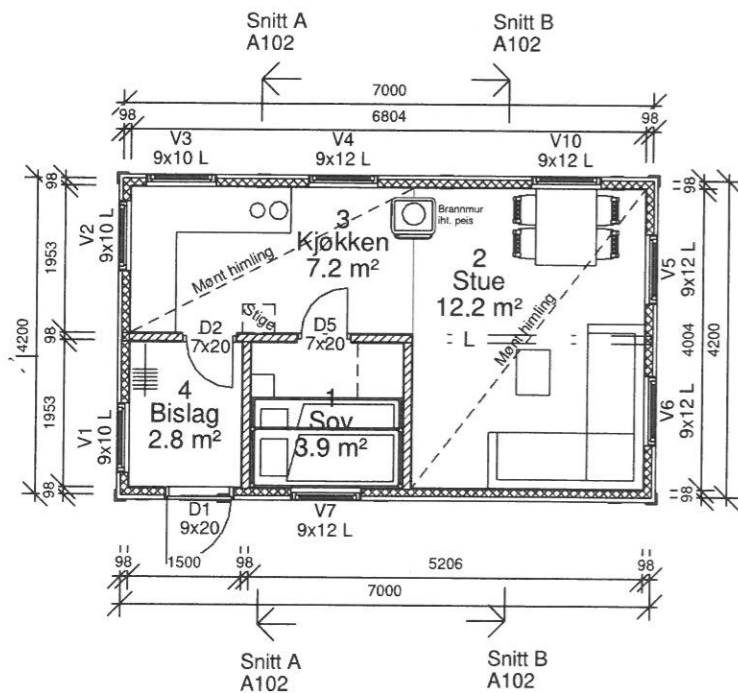 Snitt A
A102
Snitt B
A102
7000
98
6804
98
V3
9x10 L
V4
9x12 L
V10
9x12 L
98
1953
98
1953
98
4200
V2
9x10 L
V1
9x10 L
3
Kjøkken
7.2 m²
Mønt himling
Brannmur
iht. peis
2
Stue
12.2 m²
Mønt himling
L
Stige
D2
7x20
D5
7x20
4
Bislag
2.8 m²
1
Sov
3.9 m²
V5
9x12 L
V6
9x12 L
98
4004
98
4200
D1
9x20
V7
9x12 L
98
1500
98
5206
98
7000
Snitt A
A102
Snitt B
A102